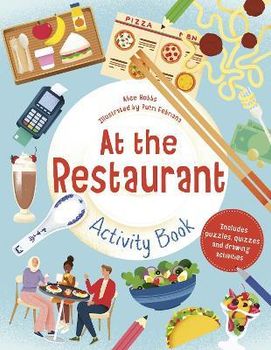 PIZZA
Alice Hobbs
Illustrated by Putri Febriana
At the
Restaurant
Activity Book
Includes
puzzles, quizzes
and drawing
activities